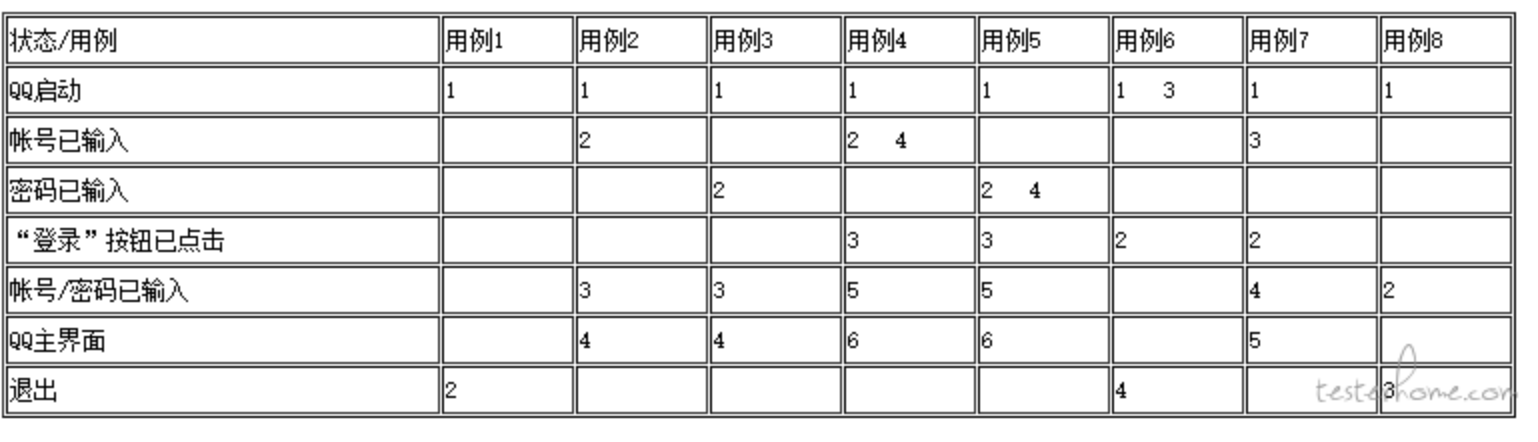 状态/用例 用例1 用例2 用例3 用例4 用例5 用例6 用例7 用例8
QQ启动 1 1 1 1 1 1 3 1 1
帐号已输入 2 2 4 3
密码已输入 2 2 4
“登录”按钮已点击 3 3 2 2
帐号/密码已输入 3 3 5 5 4 2
QQ主界面 4 4 6 6 5
退出 2 4 3
testerhome.com